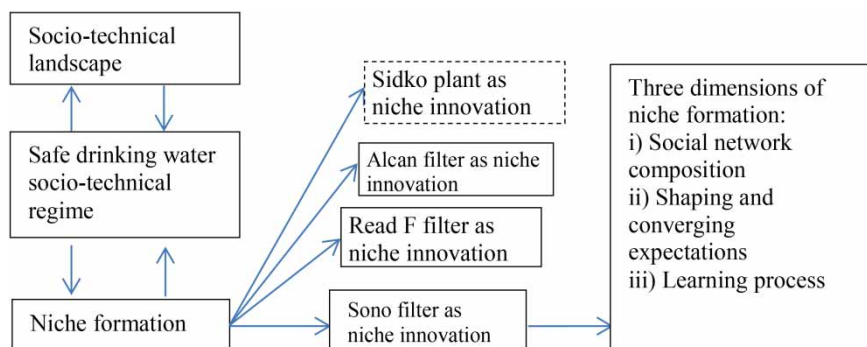 Socio-technical
landscape
Safe drinking water
socio-technical
regime
Niche formation
Sidko plant as
niche innovation
Alcan filter as niche
innovation
Read F filter as
niche innovation
Sono filter as
niche innovation
Three dimensions of
niche formation:
i) Social network
composition
ii) Shaping and
converging
expectations
iii) Learning process